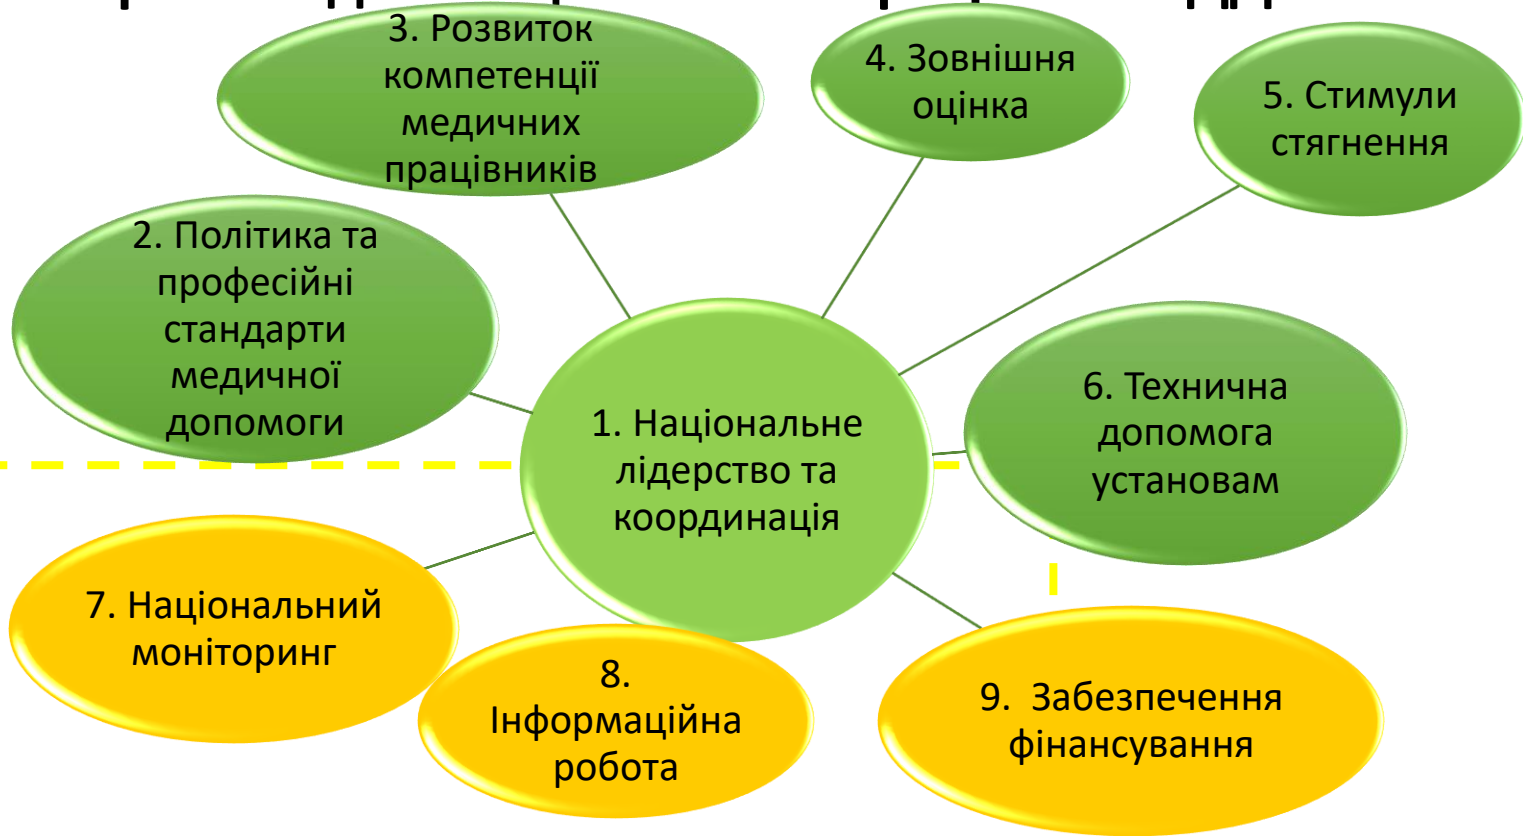 3. Розвиток
компетенції
медичних
працівників
4. Зовнішня
оцінка
5. Стимули
стягнення
2. Політика та
професійні
стандарти
медичної
допомоги
1. Національне
лідерство та
координація
6. Технична
допомога
установам
7. Національний
моніторинг
8.
Інформаційна
робота
9. Забезпечення
фінансування